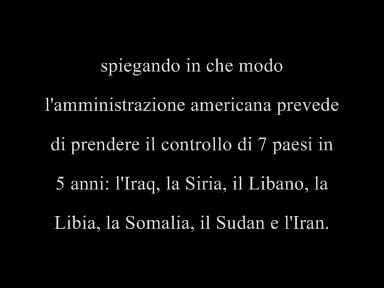 spiegando in che modo
l'amministrazione americana prevede
di prendere il controllo di 7 paesi in
5 anni: l'Iraq, la Siria, il Libano, la
Libia, la Somalia, il Sudan e l'Iran.